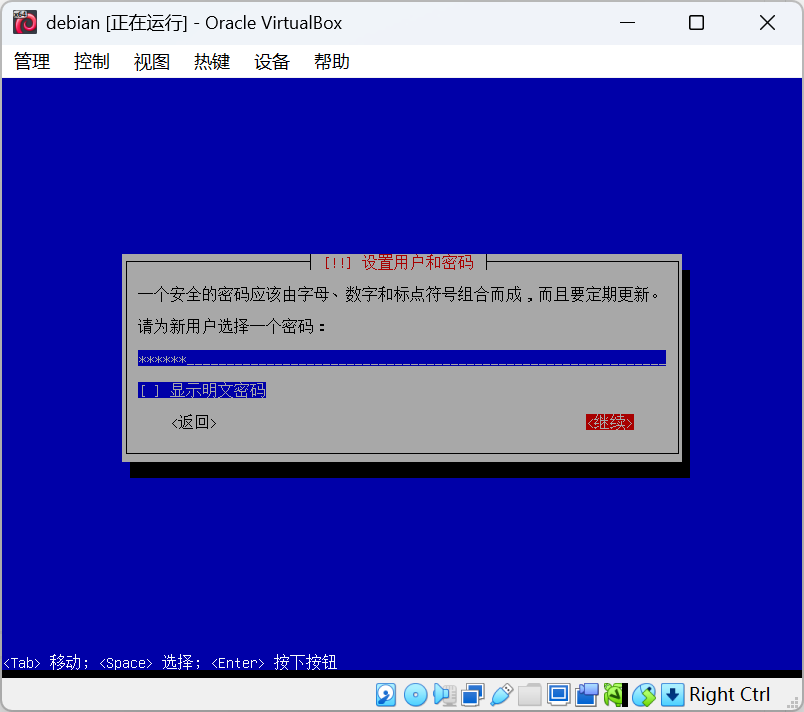 x64
debian [正在运行] - Oracle VirtualBox
管理 控制 视图 热键 设备 帮助
[!!] 设置用户和密码
一个安全的密码应该由字母、数字和标点符号组合而成，而且要定期更新。
请为新用户选择一个密码：
******
[ ] 显示明文密码
<返回> <继续>
<Tab> 移动; <Space> 选择; <Enter> 按下按钮
Right Ctrl